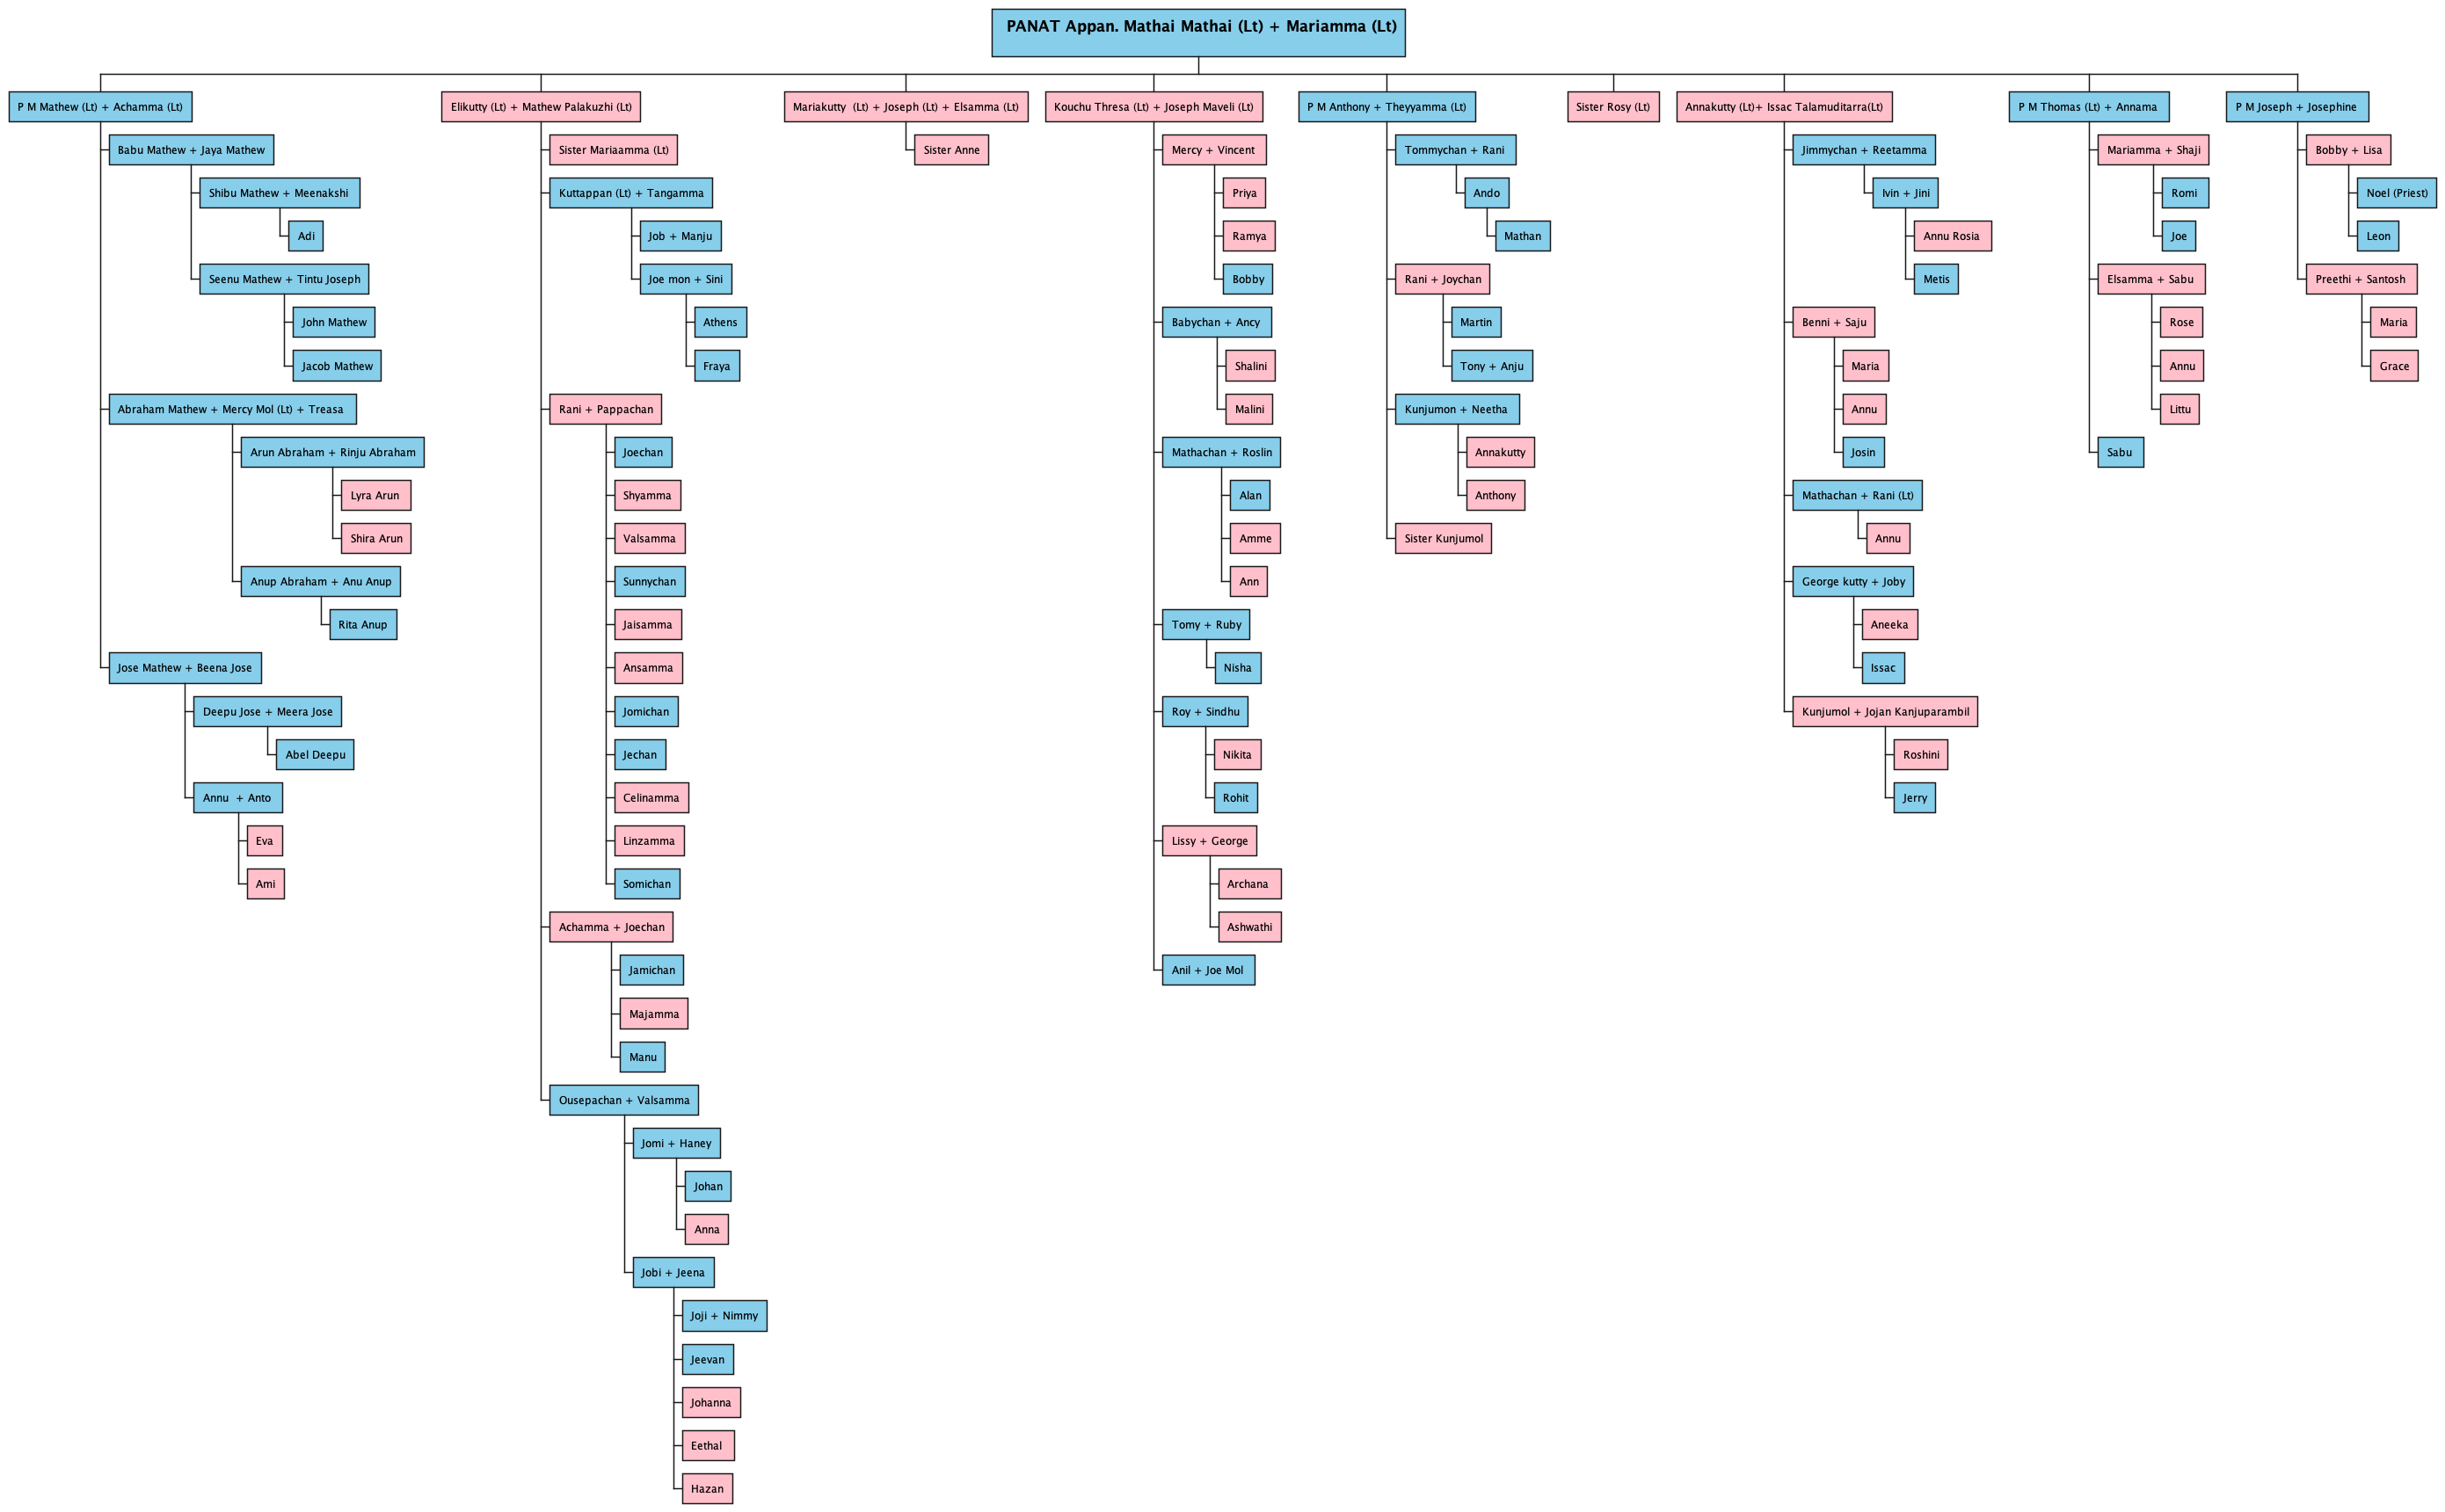 PANAT Appan. Mathai Mathai (Lt) + Mariamma (Lt)
P M Mathew (Lt) + Achamma (Lt)
Babu Mathew + Jaya Mathew
Shibu Mathew + Meenakshi
Adi
Seenu Mathew + Tintu Joseph
John Mathew
Jacob Mathew
Abraham Mathew + Mercy Mol (Lt) + Treasa
Arun Abraham + Rinju Abraham
Lyra Arun
Shira Arun
Anup Abraham + Anu Anup
Rita Anup
Jose Mathew + Beena Jose
Deepu Jose + Meera Jose
Abel Deepu
Annu  + Anto
Eva
Ami
Elikutty (Lt) + Mathew Palakuzhi (Lt)
Sister Mariaamma (Lt)
Kuttappan (Lt) + Tangamma
Job + Manju
Joe mon + Sini
Athens
Fraya
Rani + Pappachan
Joechan
Shyamma
Valsamma
Sunnychan
Jaisamma
Ansamma
Jomichan
Jechan
Celinamma
Linzamma
Somichan
Achamma + Joechan
Jamichan
Majamma
Manu
Ousepachan + Valsamma
Jomi + Haney
Johan
Anna
Jobi + Jeena
Joji + Nimmy
Jeevan
Johanna
Eethal
Hazan
Mariakutty  (Lt) + Joseph (Lt) + Elsamma (Lt)
Sister Anne
Kouchu Thresa (Lt) + Joseph Maveli (Lt)
Mercy + Vincent
Priya
Ramya
Bobby
Babychan + Ancy
Shalini
Malini
Mathachan + Roslin
Alan
Amme
Ann
Tomy + Ruby
Nisha
Roy + Sindhu
Nikita
Rohit
Lissy + George
Archana
Ashwathi
Anil + Joe Mol
P M Anthony + Theyyamma (Lt)
Tommychan + Rani
Ando
Mathan
Rani + Joychan
Martin
Tony + Anju
Kunjumon + Neetha
Annakutty
Anthony
Sister Kunjumol
Sister Rosy (Lt)
Annakutty (Lt)+ Issac Talamuditarra(Lt)
Jimmychan + Reetamma
Ivin + Jini
Annu Rosia
Metis
Benni + Saju
Maria
Annu
Josin
Mathachan + Rani (Lt)
Annu
George kutty + Joby
Aneeka
Issac
Kunjumol + Jojan Kanjuparambil
Roshini
Jerry
P M Thomas (Lt) + Annama
Mariamma + Shaji
Romi
Joe
Elsamma + Sabu
Rose
Annu
Littu
Sabu
P M Joseph + Josephine
Bobby + Lisa
Noel (Priest)
Leon
Preethi + Santosh
Maria
Grace